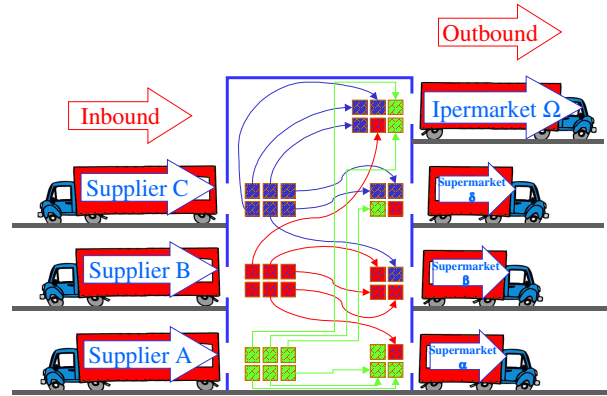 Outbound
Inbound
Ipermarket Ω
Supplier C
Supermarket
δ
Supplier B
Supermarket
β
Supplier A
Supermarket
α